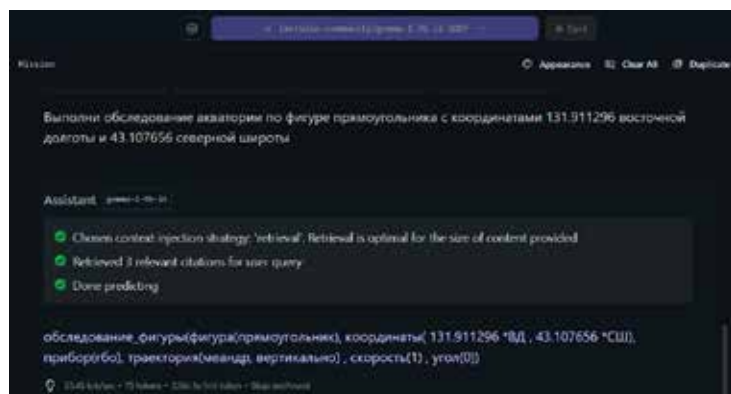 Mission
Appearance Clear All Duplicate
Выполни обследование акватории по фигуре прямоугольника с координатами 131.911296 восточной
долготы и 43.107656 северной широты
Assistant
Chosen context injection strategy: 'retrieval'. Retrieval is optimal for the size of content provided
Retrieved 3 relevant citations for user query
Done predicting
обследование_фигуры(фигура(прямоугольник), координаты( 131.911296 *ВД , 43.107656 *СШ),
прибор(гбо), траектория(меандр, вертикально) , скорость(1) , угол(0))